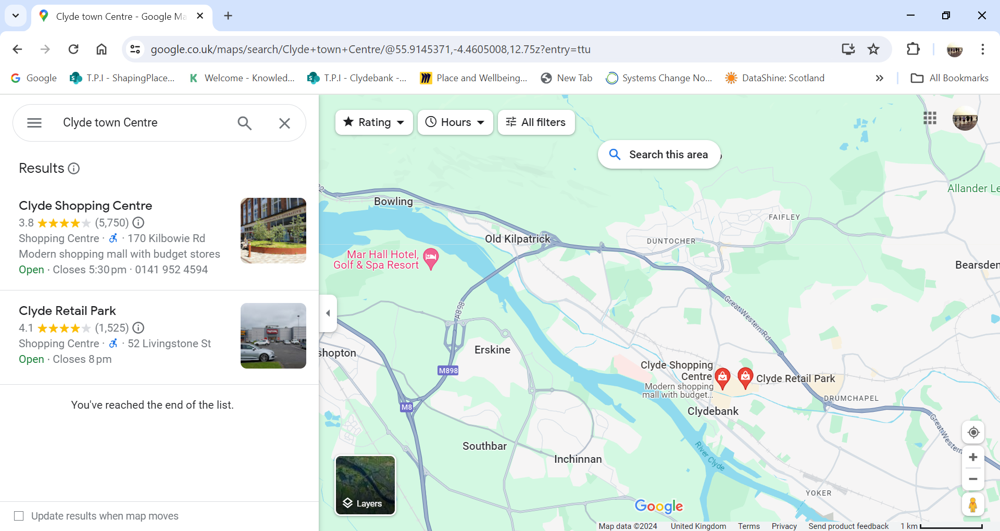 Clyde town Centre - Google Ma
google.co.uk/maps/search/Clyde+town+Centre/@55.9145371,-4.4605008,12.75z?entry=ttu
Google
T.P.I - ShapingPlace...
Welcome - Knowled...
T.P.I - Clydebank -...
Place and Wellbeing...
New Tab
Systems Change No...
DataShine: Scotland
All Bookmarks
Clyde town Centre
Results
Clyde Shopping Centre
3.8 (5,750)
Shopping Centre · · 170 Kilbowie Rd
Modern shopping mall with budget stores
Open · Closes 5:30 pm · 0141 952 4594
Clyde Retail Park
4.1 (1,525)
Shopping Centre · · 52 Livingstone St
Open · Closes 8 pm
You've reached the end of the list.
Update results when map moves
Rating
Hours
All filters
Search this area
Allander Le
Bowling
FAIFLEY
Old Kilpatrick
DUNTOCHER
Mar Hall Hotel,
Golf & Spa Resort
Bearsden
A898
Great Western Rd
Erskine
shopton
M898
Clyde Shopping
Centre
Modern shopping
mall with budget...
Clyde Retail Park
DRUMCHAPEL
M8
Clydebank
Great Western
Southbar
Inchinnan
River Clyde
YOKER
Layers
Google
Map data ©2024
United Kingdom
Terms
Privacy
Send product feedback
1 km